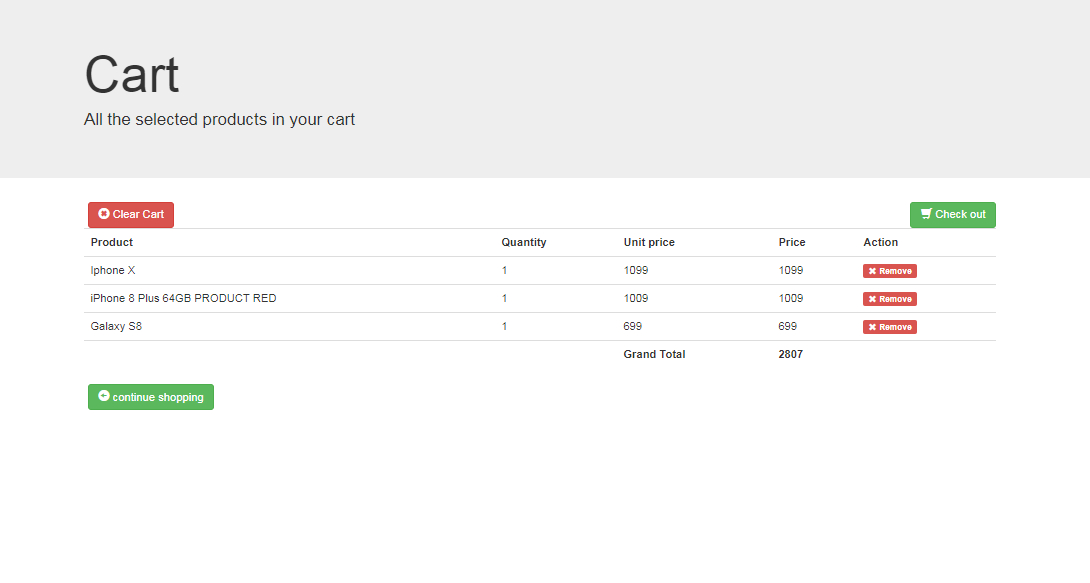 Cart
All the selected products in your cart
Clear Cart Check out
Product Quantity Unit price Price Action
Iphone X 1 1099 1099 Remove
iPhone 8 Plus 64GB PRODUCT RED 1 1009 1009 Remove
Galaxy S8 1 699 699 Remove
Grand Total 2807
continue shopping